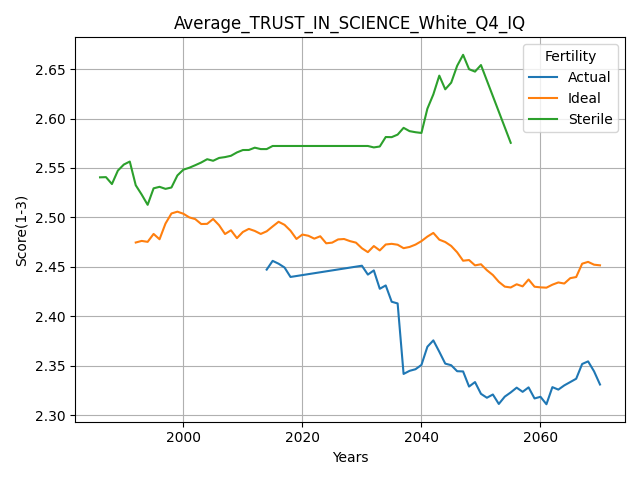 Average_TRUST_IN_SCIENCE_White_Q4_IQ
Fertility
Actual
Ideal
Sterile
Score(1-3)
2.65
2.60
2.55
2.50
2.45
2.40
2.35
2.30
2000
2020
2040
2060
Years